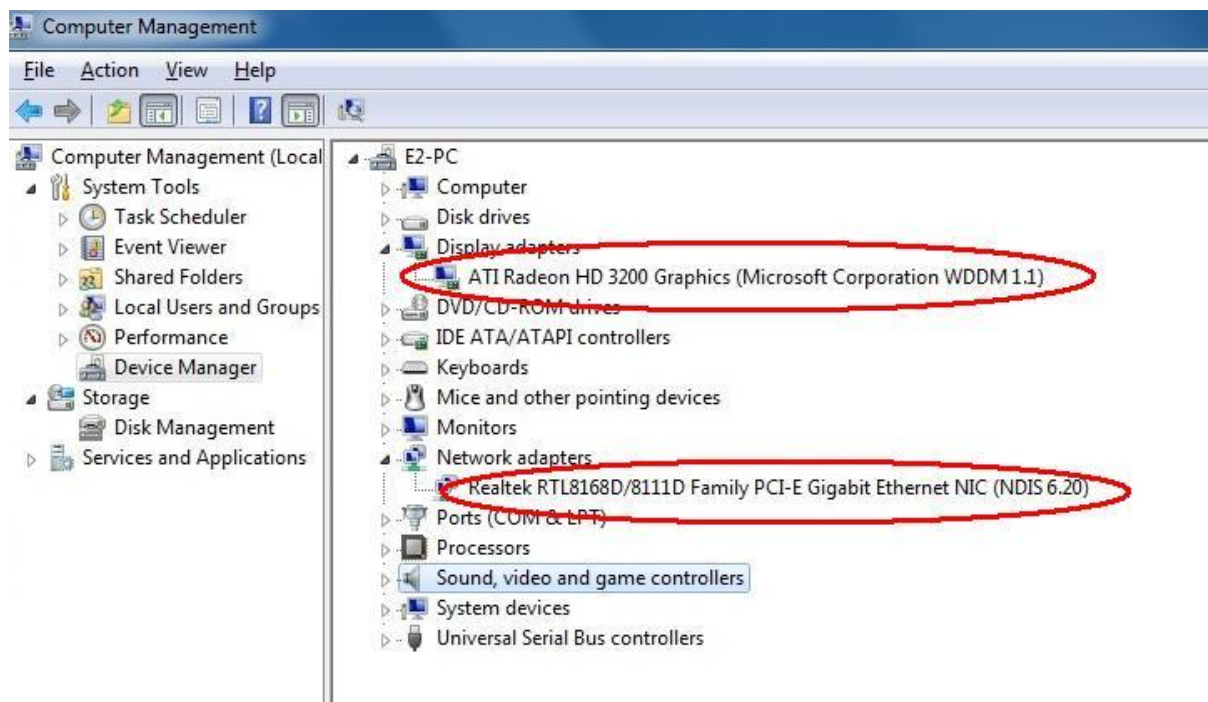 Computer Management
File Action View Help
Computer Management (Local
System Tools
Task Scheduler
Event Viewer
Shared Folders
Local Users and Groups
Performance
Device Manager
Storage
Disk Management
Services and Applications
E2-PC
Computer
Disk drives
Display adapters
ATI Radeon HD 3200 Graphics (Microsoft Corporation WDDM 1.1)
DVD/CD-ROM drives
IDE ATA/ATAPI controllers
Keyboards
Mice and other pointing devices
Monitors
Network adapters
Realtek RTL8168D/8111D Family PCI-E Gigabit Ethernet NIC (NDIS 6.20)
Ports (COM & LPT)
Processors
Sound, video and game controllers
System devices
Universal Serial Bus controllers